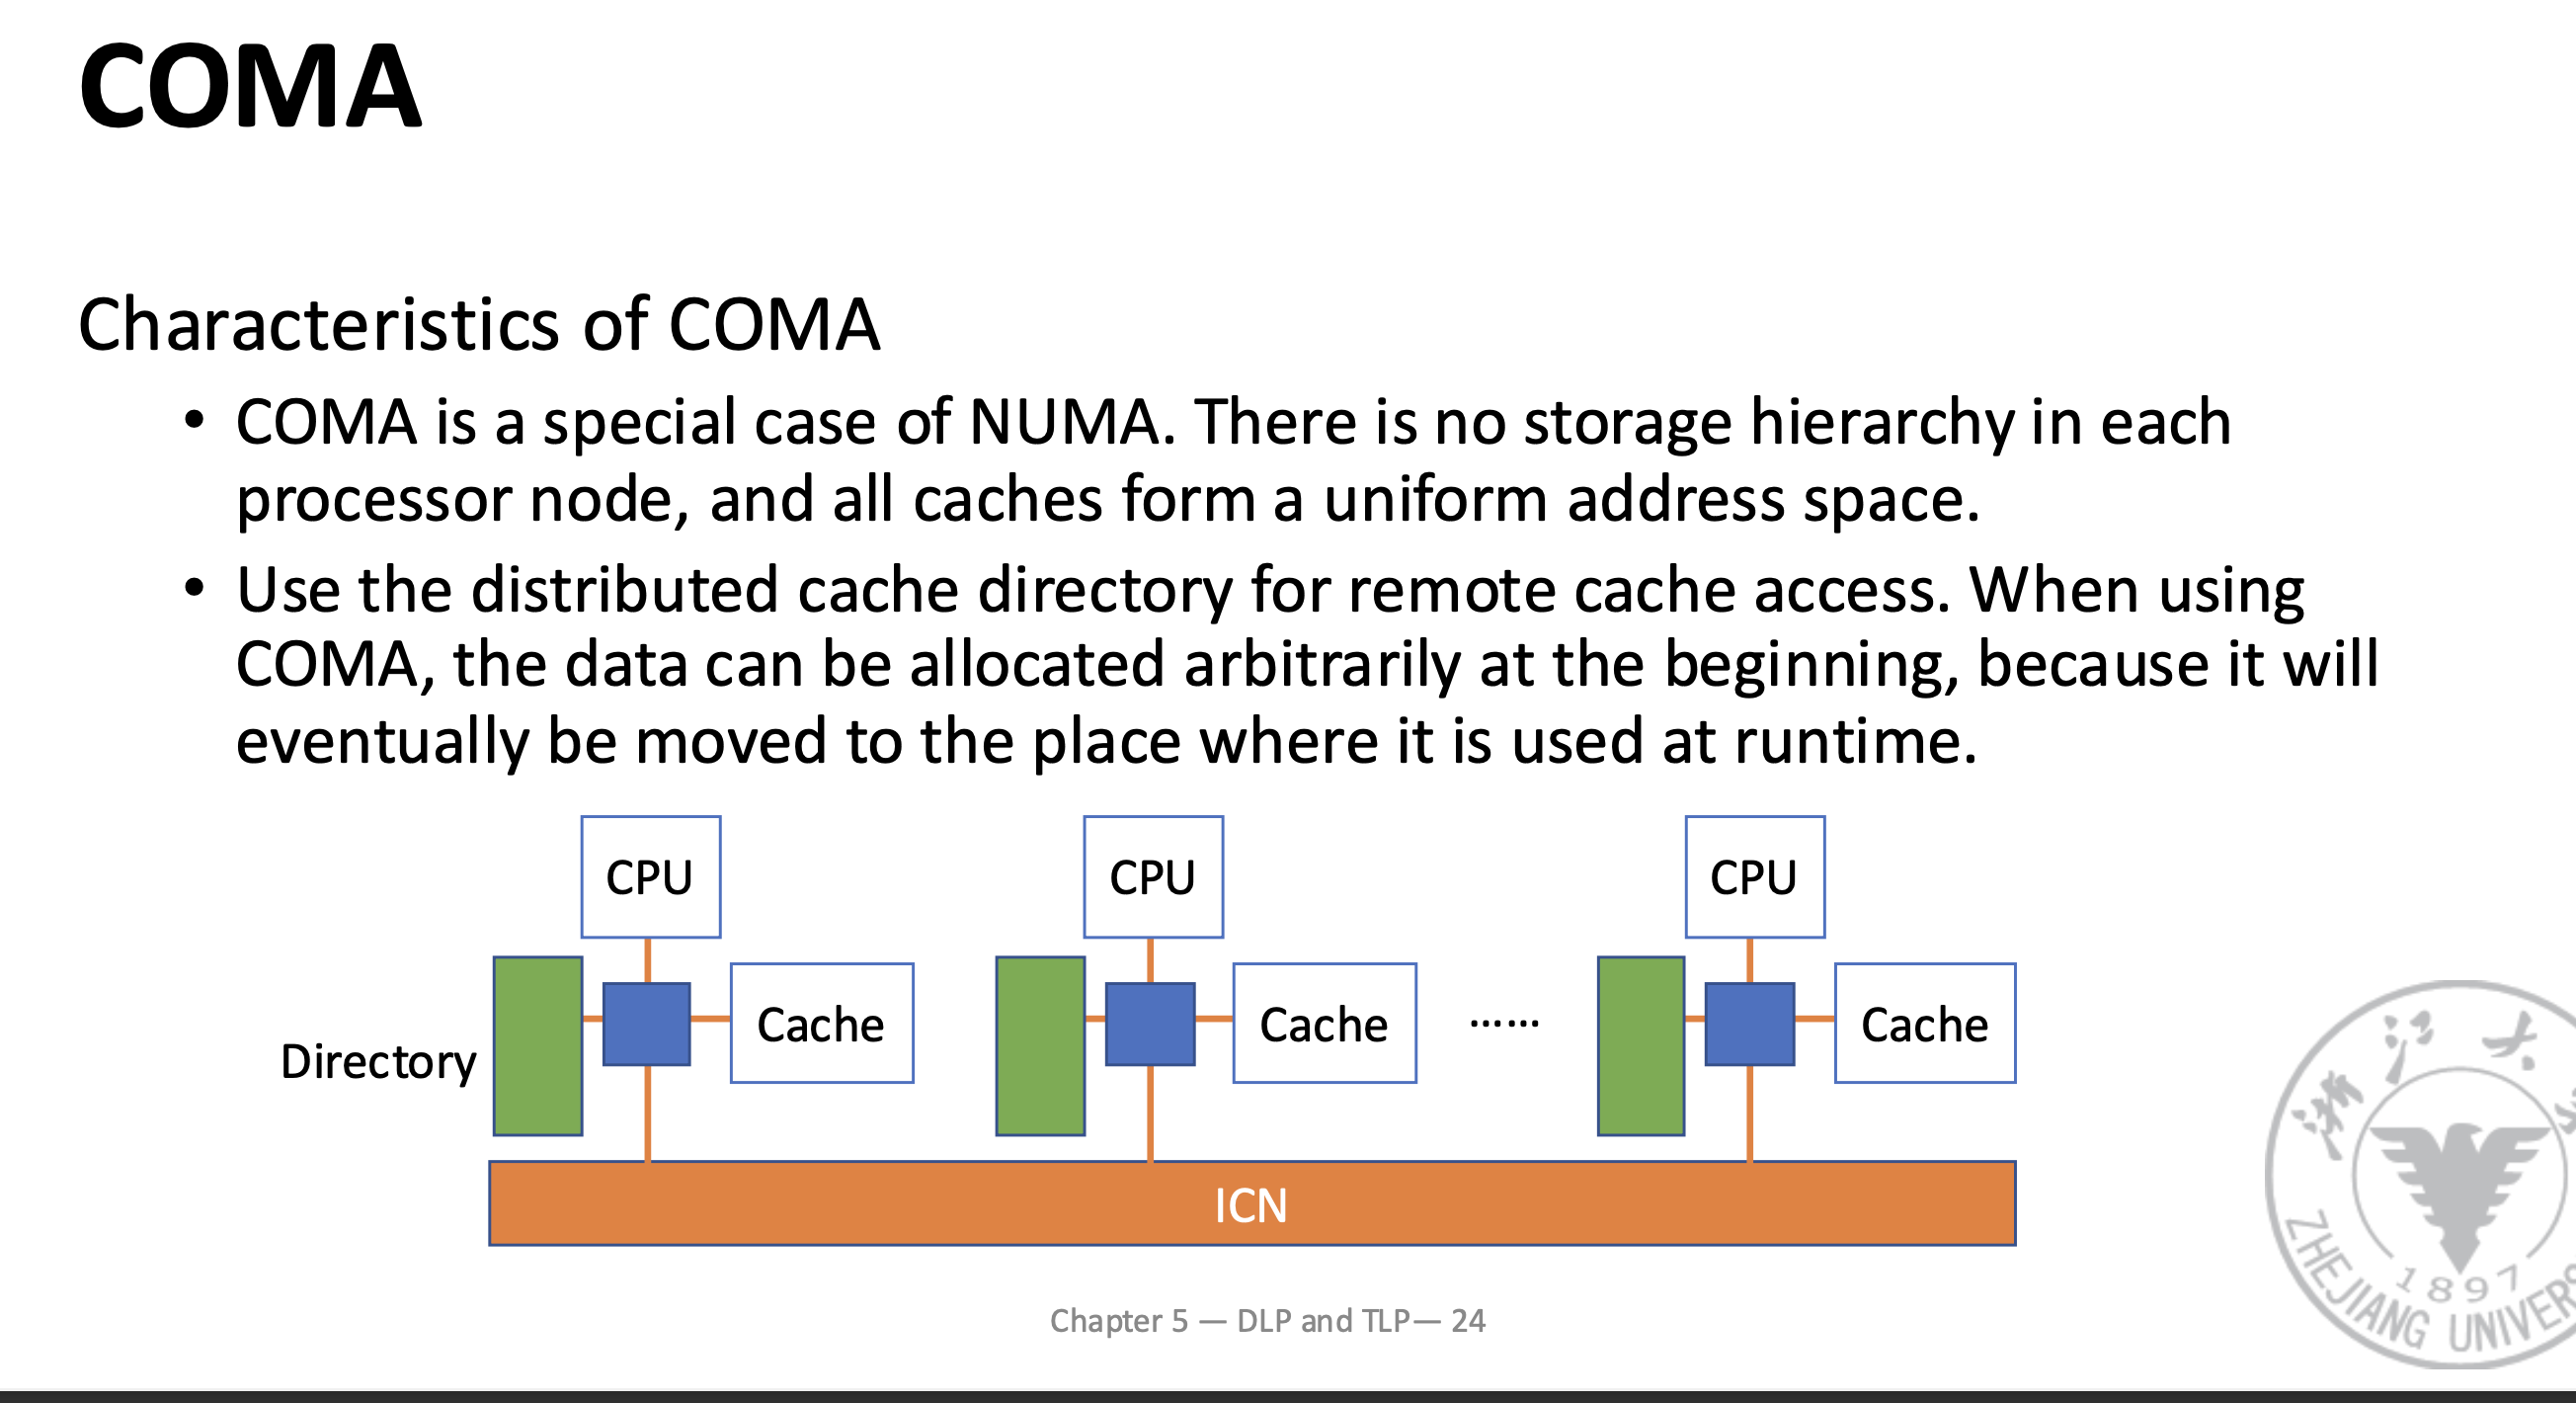 COMA
Characteristics of COMA
• COMA is a special case of NUMA. There is no storage hierarchy in each
processor node, and all caches form a uniform address space.
• Use the distributed cache directory for remote cache access. When using
COMA, the data can be allocated arbitrarily at the beginning, because it will
eventually be moved to the place where it is used at runtime.
CPU CPU CPU
Cache Cache ...... Cache
Directory
ICN
浙江大
1897
ZHEJIANG
Chapter 5 — DLP and TLP— 24